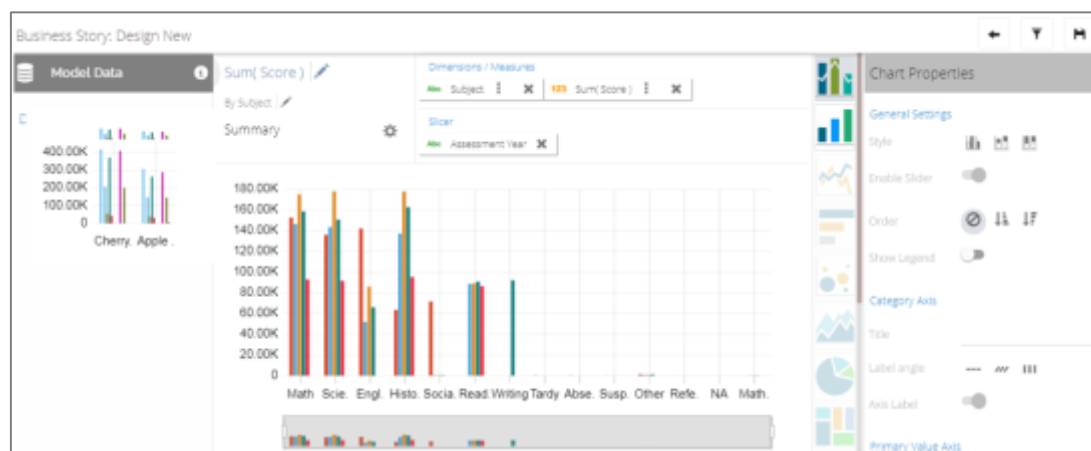 Business Story: Design New
Model Data
Sum( Score )
By Subject
Summary
Dimensions / Measures
Abc Subject
123 Sum( Score )
Slicer
Abc Assessment Year
400.00K
300.00K
200.00K
100.00K
0
Cherry. Apple .
180.00K
160.00K
140.00K
120.00K
100.00K
80.00K
60.00K
40.00K
20.00K
0
Math Scie. Engl. Histo. Socia. Read. Writing Tardy Abse. Susp. Other Refe. NA Math.
Chart Properties
General Settings
Style
Enable Slider
Order
Show Legend
Category Axis
Title
Label angle
Axis Label
Primary Value Axis